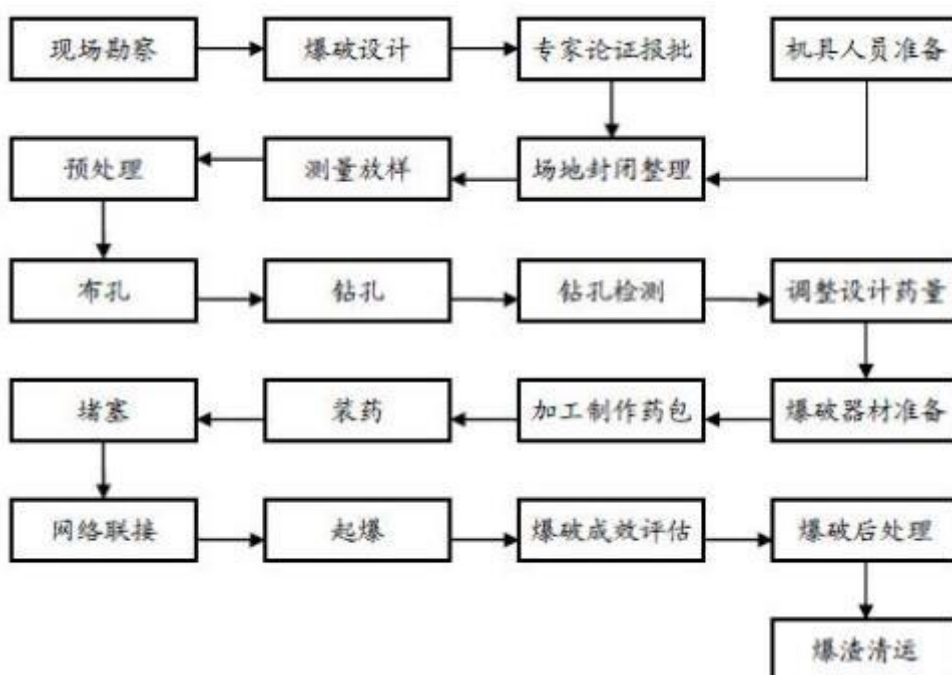 现场勘察
爆破设计
专家论证报批
机具人员准备
预处理
测量放样
场地封闭整理
布孔
钻孔
钻孔检测
调整设计药量
堵塞
装药
加工制作药包
爆破器材准备
网络联接
起爆
爆破成效评估
爆破后处理
爆渣清运